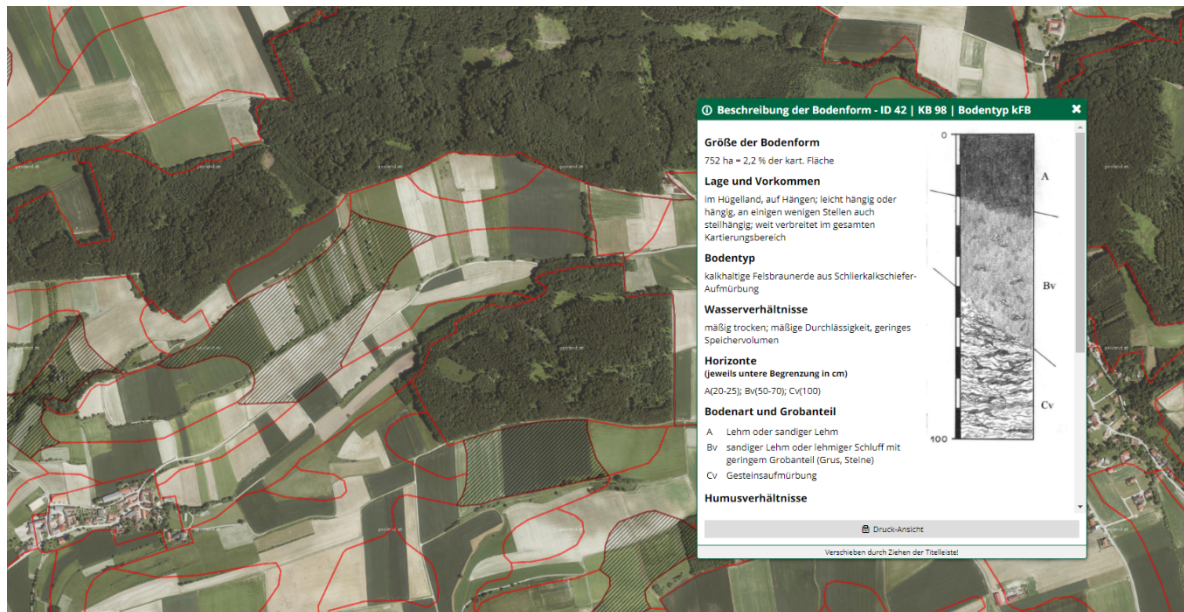 Beschreibung der Bodenform - ID 42 | KB 98 | Bodentyp kFB
Größe der Bodenform
752 ha = 2,2 % der kart. Fläche
Lage und Vorkommen
im Hügelland, auf Hängen; leicht hängig oder
hängig, an einigen wenigen Stellen auch
steilhängig; weit verbreitet im gesamten
Kartierungsbereich
Bodentyp
kalkhaltige Felsbraunerde aus Schlierkalkschiefer-
Aufmürbung
Wasserverhältnisse
mäßig trocken; mäßige Durchlässigkeit, geringes
Speichervolumen
Horizonte
(jeweils untere Begrenzung in cm)
A(20-25); Bv(50-70); Cv(100)
Bodenart und Grobanteil
A Lehm oder sandiger Lehm
Bv sandiger Lehm oder lehmiger Schluff mit
geringem Grobanteil (Grus, Steine)
Cv Gesteinsaufmürbung
Humusverhältnisse
0
A
Bv
Cv
100
Druck-Ansicht
Verschieben durch Ziehen der Titelleiste!